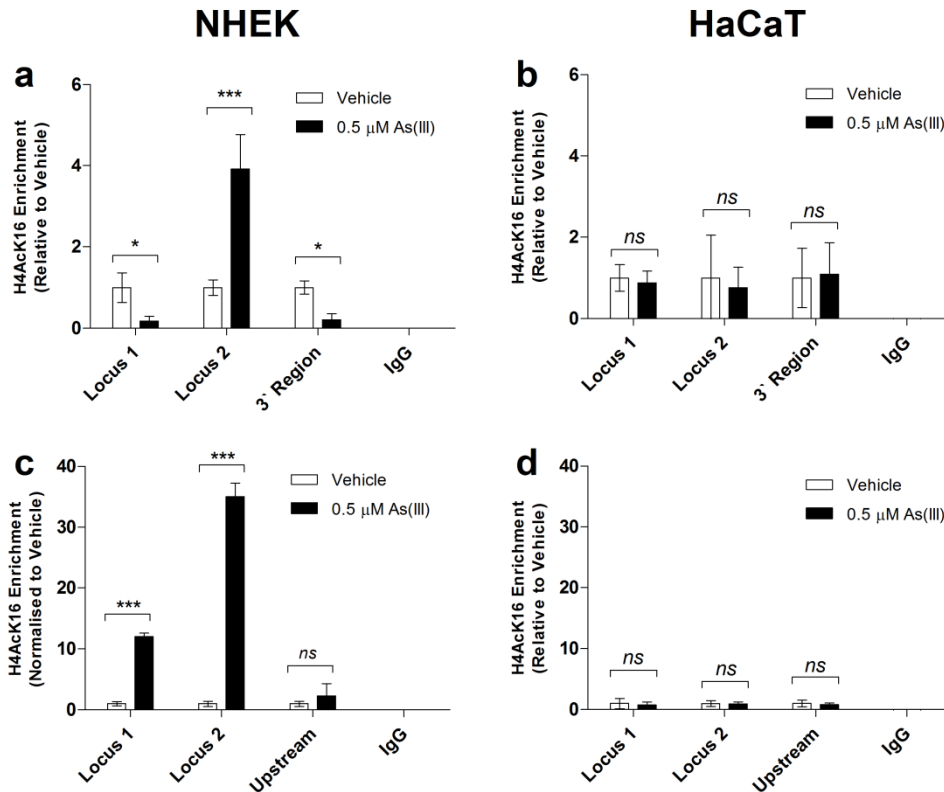 NHEK
HaCaT
a
H4AcK16 Enrichment
(Relative to Vehicle)
6
4
2
0
Vehicle
0.5 μM As(III)
*
***
*
Locus 1
Locus 2
3` Region
IgG
b
H4AcK16 Enrichment
(Relative to Vehicle)
6
4
2
0
Vehicle
0.5 μM As(III)
ns
ns
ns
Locus 1
Locus 2
3` Region
IgG
c
H4AcK16 Enrichment
(Normalised to Vehicle)
40
30
20
10
0
Vehicle
0.5 μM As(III)
***
***
ns
Locus 1
Locus 2
Upstream
IgG
d
H4AcK16 Enrichment
(Relative to Vehicle)
40
30
20
10
0
Vehicle
0.5 μM As(III)
ns
ns
ns
Locus 1
Locus 2
Upstream
IgG